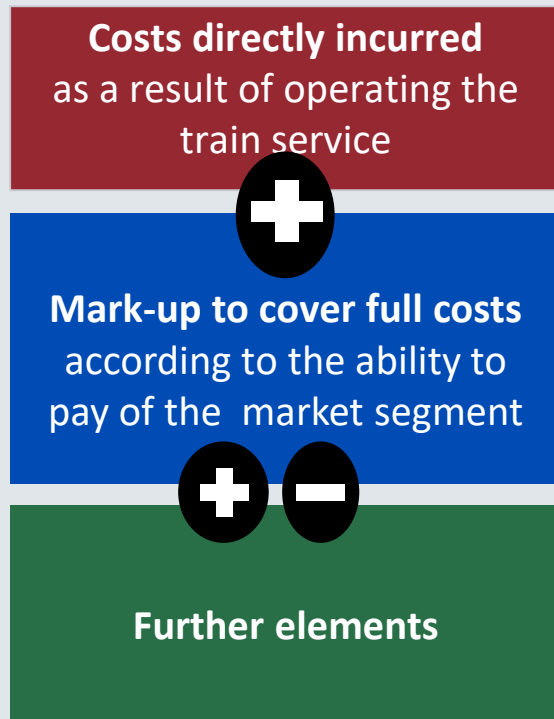 Costs directly incurred
as a result of operating the
train service
Mark-up to cover full costs
according to the ability to
pay of the  market segment
Further elements